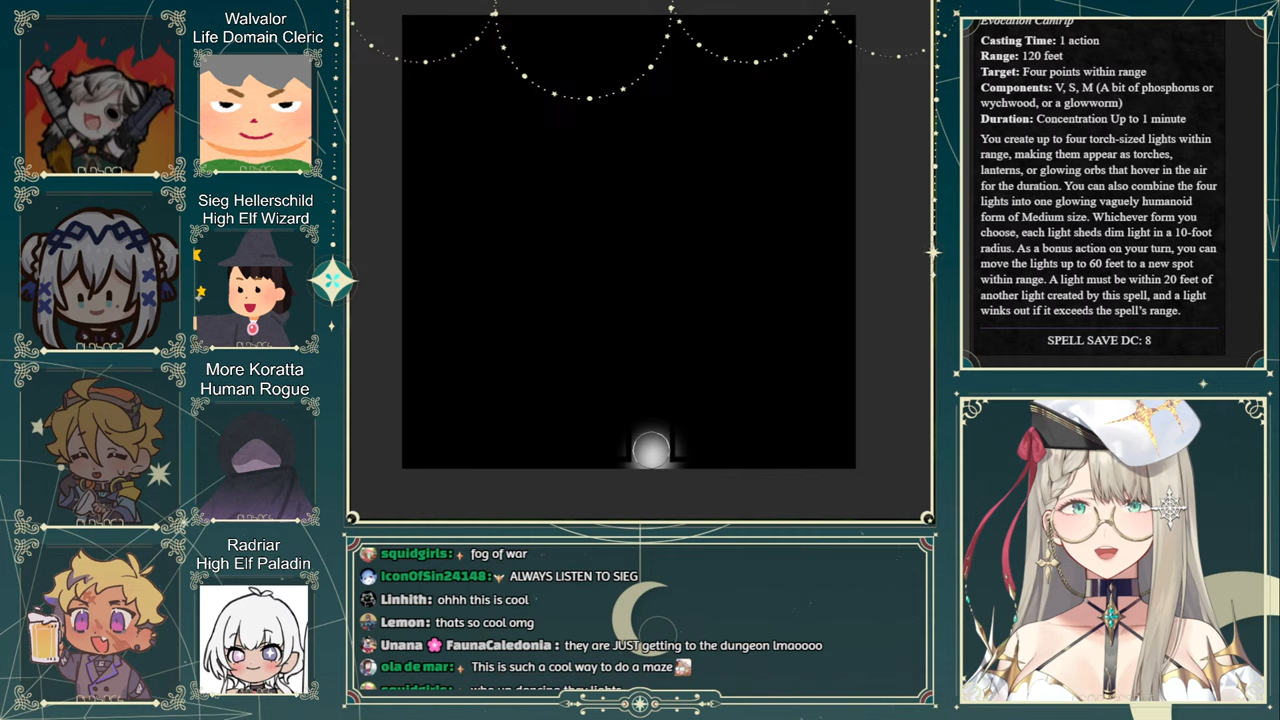 Walvalor
Life Domain Cleric
Sieg Hellerschild
High Elf Wizard
More Koratta
Human Rogue
Radriar
High Elf Paladin
squidgirls: fog of war
IconOfSin24148: ALWAYS LISTEN TO SIEG
Linhith: ohhh this is cool
Lemon: thats so cool omg
Unana FaunaCaledonia : they are JUST getting to the dungeon lmaoooo
ola de mar: This is such a cool way to do a maze
squidgirls: who up dancing they lights
Evocation Cantrip
Casting Time: 1 action
Range: 120 feet
Target: Four points within range
Components: V, S, M (A bit of phosphorus or
wychwood, or a glowworm)
Duration: Concentration Up to 1 minute
You create up to four torch-sized lights within
range, making them appear as torches,
lanterns, or glowing orbs that hover in the air
for the duration. You can also combine the four
lights into one glowing vaguely humanoid
form of Medium size. Whichever form you
choose, each light sheds dim light in a 10-foot
radius. As a bonus action on your turn, you can
move the lights up to 60 feet to a new spot
within range. A light must be within 20 feet of
another light created by this spell, and a light
winks out if it exceeds the spell's range.
SPELL SAVE DC: 8